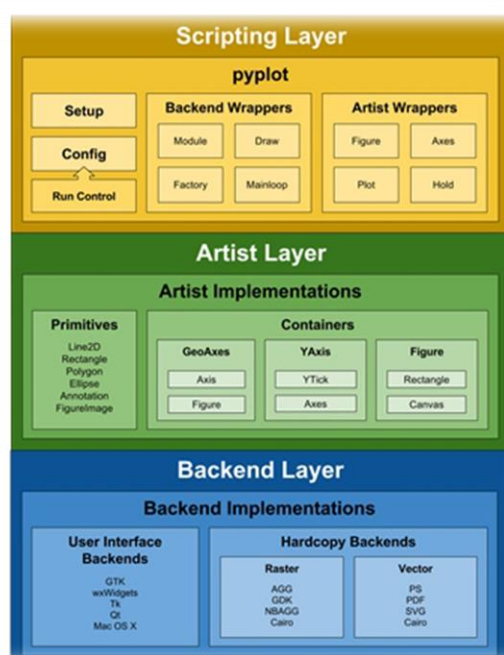 Scripting Layer
pyplot
Setup
Config
Run Control
Backend Wrappers
Module
Draw
Factory
Mainloop
Artist Wrappers
Figure
Axes
Plot
Hold
Artist Layer
Artist Implementations
Primitives
Line2D
Rectangle
Polygon
Ellipse
Annotation
FigureImage
Containers
GeoAxes
Axis
Figure
YAxis
YTick
Axes
Figure
Rectangle
Canvas
Backend Layer
Backend Implementations
User Interface
Backends
GTK
wxWidgets
Tk
Qt
Mac OS X
Hardcopy Backends
Raster
AGG
GDK
NBAGG
Cairo
Vector
PS
PDF
SVG
Cairo